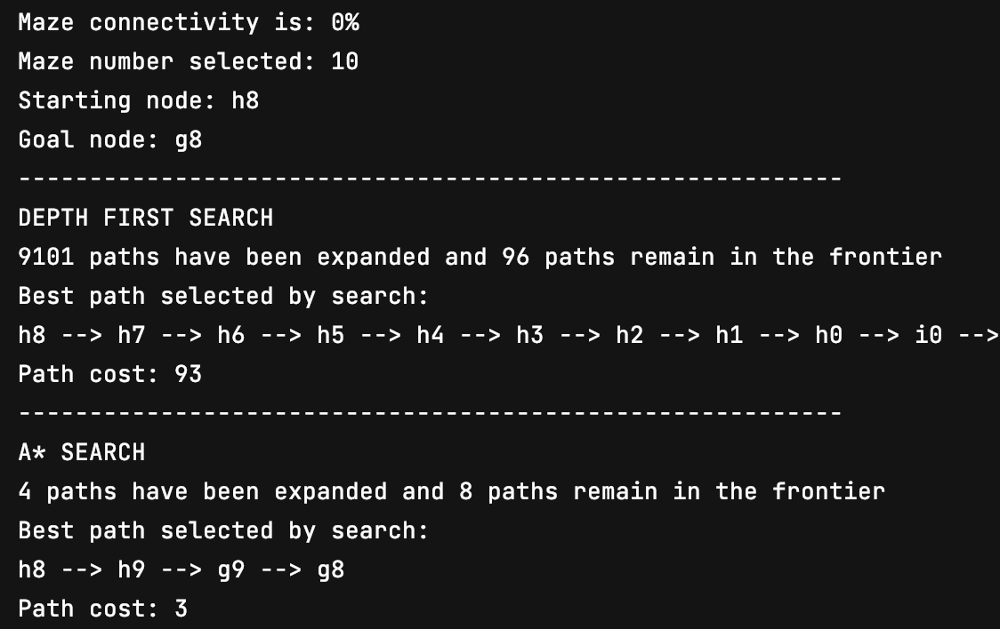 Maze connectivity is: 0%
Maze number selected: 10
Starting node: h8
Goal node: g8
----------------------------------------------------------
DEPTH FIRST SEARCH
9101 paths have been expanded and 96 paths remain in the frontier
Best path selected by search:
h8 --> h7 --> h6 --> h5 --> h4 --> h3 --> h2 --> h1 --> h0 --> i0 -->
Path cost: 93
----------------------------------------------------------
A* SEARCH
4 paths have been expanded and 8 paths remain in the frontier
Best path selected by search:
h8 --> h9 --> g9 --> g8
Path cost: 3